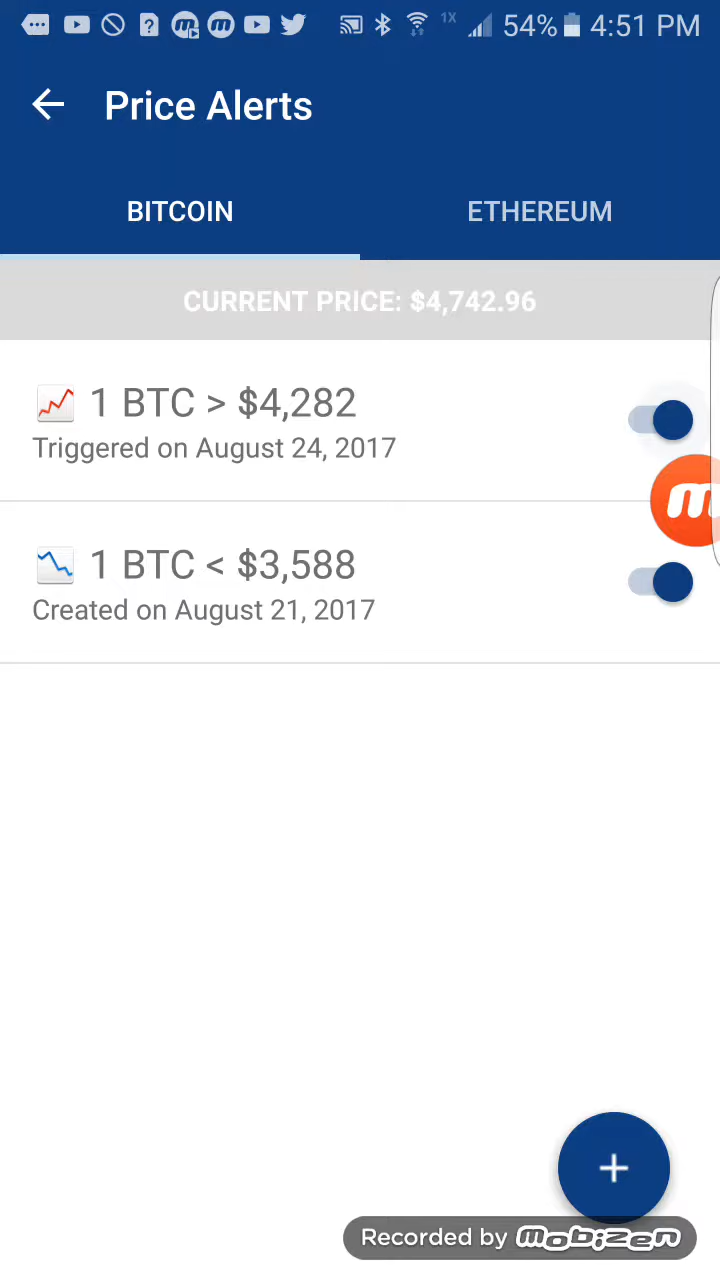 1X 54% 4:51 PM
Price Alerts
BITCOIN ETHEREUM
CURRENT PRICE: $4,742.96
1 BTC > $4,282
Triggered on August 24, 2017
1 BTC < $3,588
Created on August 21, 2017
+
Recorded by mobizen